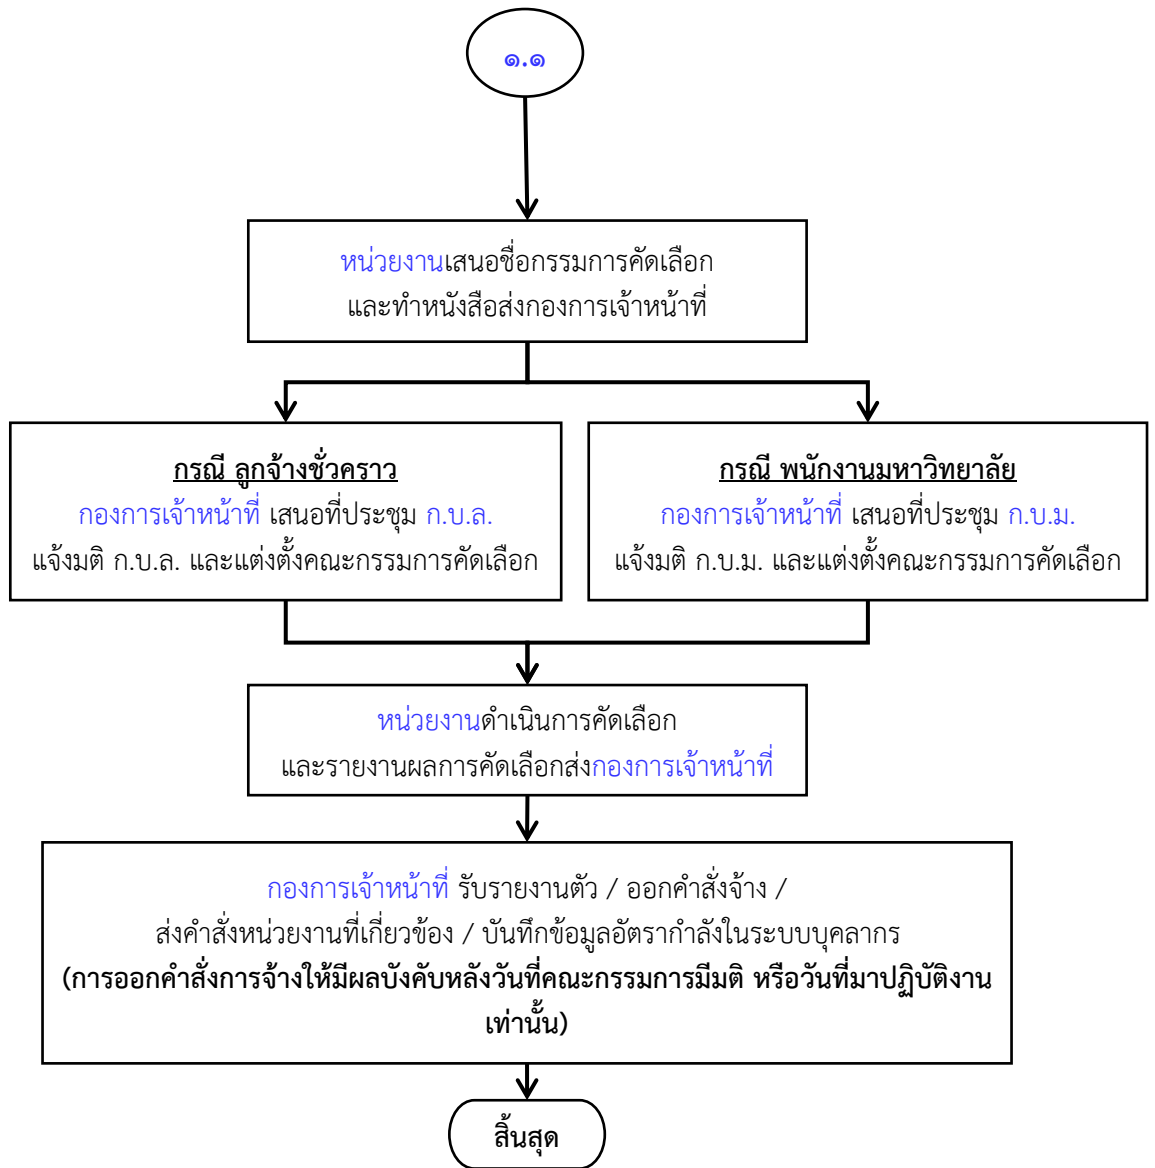 ๑.๑
หน่วยงานเสนอชื่อกรรมการคัดเลือก
และทำหนังสือส่งกองการเจ้าหน้าที่
กรณี ลูกจ้างชั่วคราว
กองการเจ้าหน้าที่ เสนอที่ประชุม ก.บ.ล.
แจ้งมติ ก.บ.ล. และแต่งตั้งคณะกรรมการคัดเลือก
กรณี พนักงานมหาวิทยาลัย
กองการเจ้าหน้าที่ เสนอที่ประชุม ก.บ.ม.
แจ้งมติ ก.บ.ม. และแต่งตั้งคณะกรรมการคัดเลือก
หน่วยงานดำเนินการคัดเลือก
และรายงานผลการคัดเลือกส่งกองการเจ้าหน้าที่
กองการเจ้าหน้าที่ รับรายงานตัว / ออกคำสั่งจ้าง /
ส่งคำสั่งหน่วยงานที่เกี่ยวข้อง / บันทึกข้อมูลอัตรากำลังในระบบบุคลากร
(การออกคำสั่งการจ้างให้มีผลบังคับหลังวันที่คณะกรรมการมีมติ หรือวันที่มาปฏิบัติงาน
เท่านั้น)
สิ้นสุด